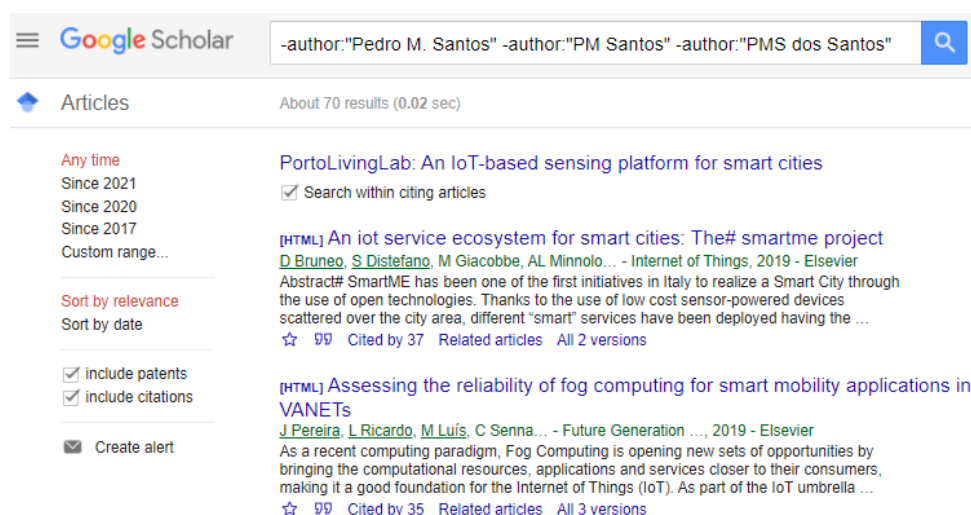 Google Scholar
-author:"Pedro M. Santos" -author:"PM Santos" -author:"PMS dos Santos"
Articles
About 70 results (0.02 sec)
Any time
Since 2021
Since 2020
Since 2017
Custom range...
Sort by relevance
Sort by date
include patents
include citations
Create alert
PortoLivingLab: An IoT-based sensing platform for smart cities
Search within citing articles
[HTML] An iot service ecosystem for smart cities: The# smartme project
D Bruneo, S Distefano, M Giacobbe, AL Minnolo… - Internet of Things, 2019 - Elsevier
Abstract# SmartME has been one of the first initiatives in Italy to realize a Smart City through
the use of open technologies. Thanks to the use of low cost sensor-powered devices
scattered over the city area, different “smart” services have been deployed having the …
Cited by 37 Related articles All 2 versions
[HTML] Assessing the reliability of fog computing for smart mobility applications in
VANETs
J Pereira, L Ricardo, M Luís, C Senna… - Future Generation …, 2019 - Elsevier
As a recent computing paradigm, Fog Computing is opening new sets of opportunities by
bringing the computational resources, applications and services closer to their consumers,
making it a good foundation for the Internet of Things (IoT). As part of the IoT umbrella …
Cited by 35 Related articles All 3 versions